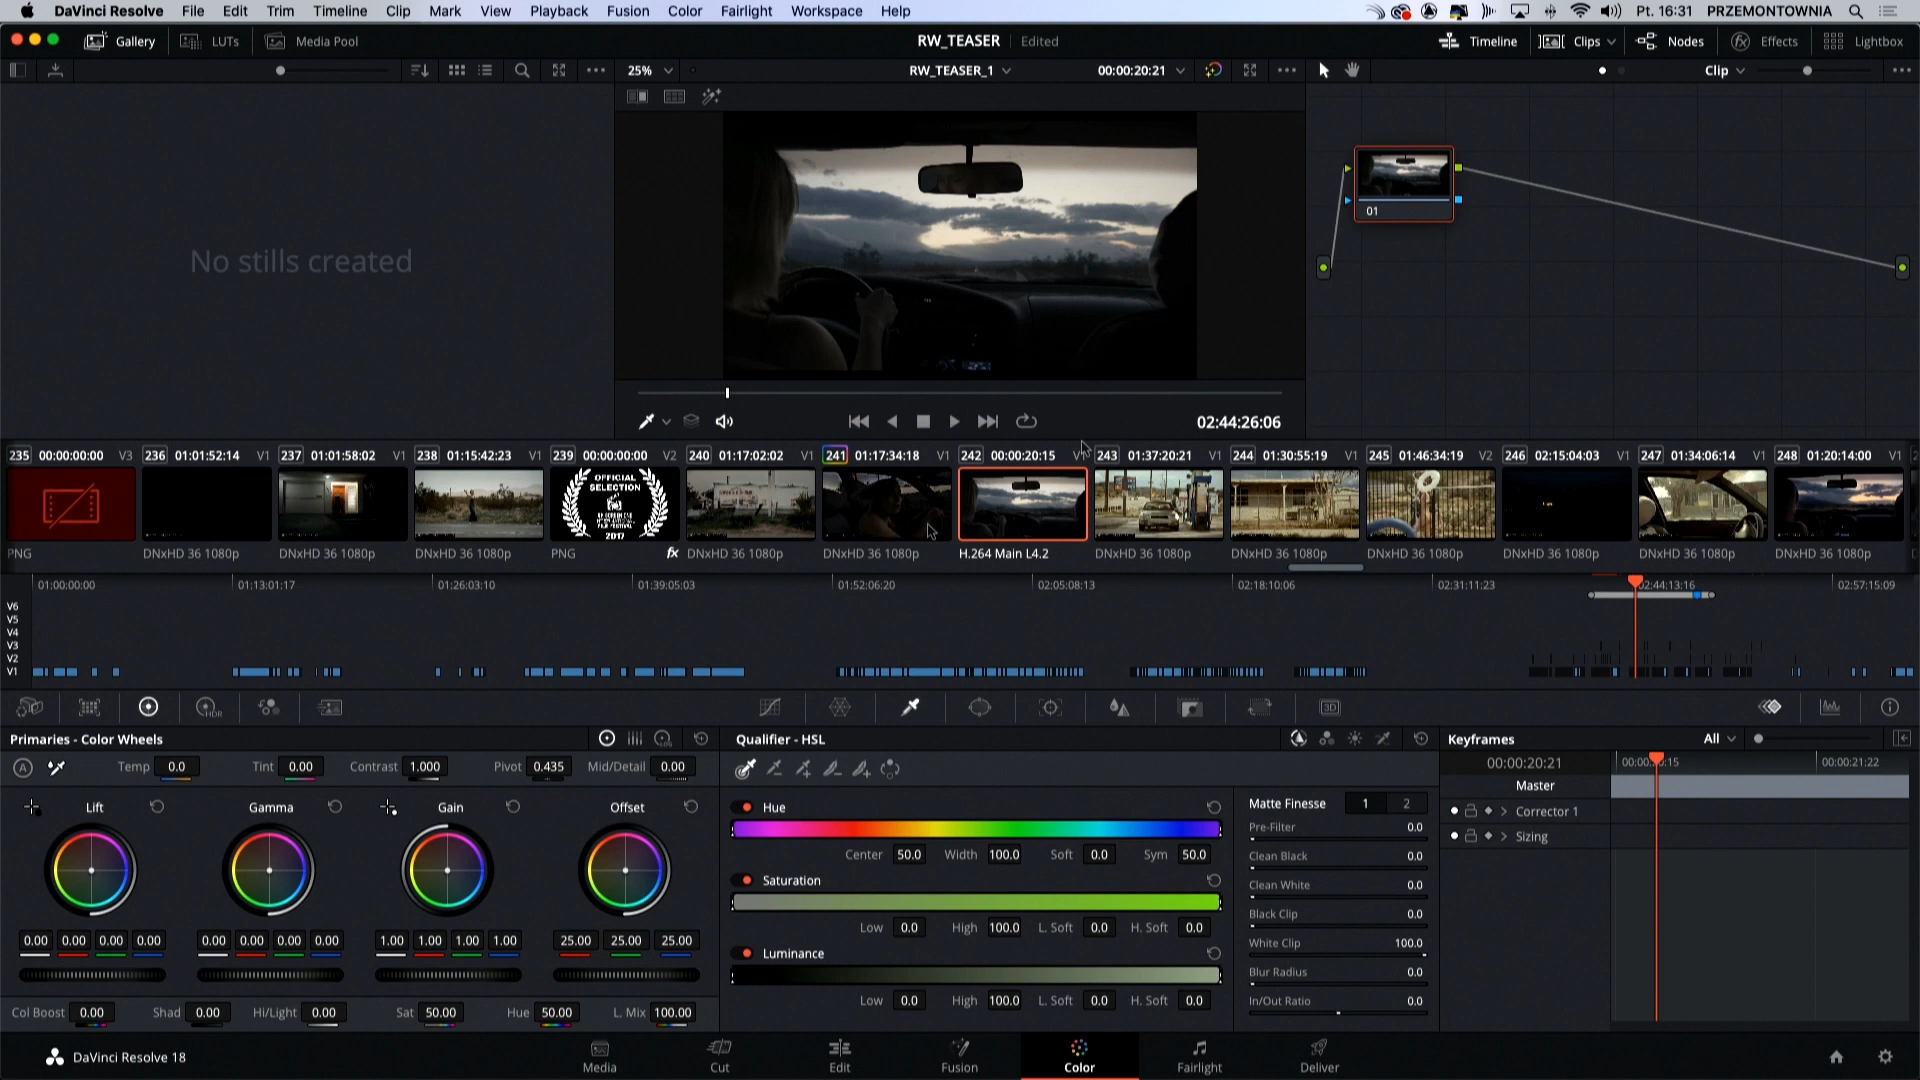 DaVinci Resolve File Edit Trim Timeline Clip Mark View Playback Fusion Color Fairlight Workspace Help Pt. 16:31 PRZEMONTOWNIA
Gallery LUTs Media Pool RW_TEASER Edited Timeline Clips Nodes Effects Lightbox
25% RW_TEASER_1 00:00:20:21 Clip
No stills created
01
02:44:26:06
235 00:00:00:00 V3 236 01:01:52:14 V1 237 01:01:58:02 V1 238 01:15:42:23 V1 239 00:00:00:00 V2 240 01:17:02:02 V1 241 01:17:34:18 V1 242 00:00:20:15 243 01:37:20:21 V1 244 01:30:55:19 V1 245 01:46:34:19 V2 246 02:15:04:03 V1 247 01:34:06:14 V1 248 01:20:14:00 V1
OFFICIAL
SELECTION
2017
PNG DNxHD 36 1080p DNxHD 36 1080p DNxHD 36 1080p PNG fx DNxHD 36 1080p DNxHD 36 1080p H.264 Main L4.2 DNxHD 36 1080p DNxHD 36 1080p DNxHD 36 1080p DNxHD 36 1080p DNxHD 36 1080p DNxHD 36 1080p
01:00:00:00 01:13:01:17 01:26:03:10 01:39:05:03 01:52:06:20 02:05:08:13 02:18:10:06 02:31:11:23 02:44:13:16 02:57:15:09
V6
V5
V4
V3
V2
V1
HDR 3D
Primaries - Color Wheels Qualifier - HSL Keyframes All
A Temp 0.0 Tint 0.00 Contrast 1.000 Pivot 0.435 Mid/Detail 0.00
00:00:20:21 00:00:21:22
Master
Lift Gamma Gain Offset
Hue
Center 50.0 Width 100.0 Soft 0.0 Sym 50.0
Saturation
Low 0.0 High 100.0 L. Soft 0.0 H. Soft 0.0
Luminance
Low 0.0 High 100.0 L. Soft 0.0 H. Soft 0.0
Matte Finesse 1 2
Pre-Filter 0.0
Clean Black 0.0
Clean White 0.0
Black Clip 0.0
White Clip 100.0
Blur Radius 0.0
In/Out Ratio 0.0
Corrector 1
Sizing
0.00 0.00 0.00 0.00 0.00 0.00 0.00 0.00 1.00 1.00 1.00 1.00 25.00 25.00 25.00
Col Boost 0.00 Shad 0.00 Hi/Light 0.00 Sat 50.00 Hue 50.00 L. Mix 100.00
DaVinci Resolve 18 Media Cut Edit Fusion Color Fairlight Deliver